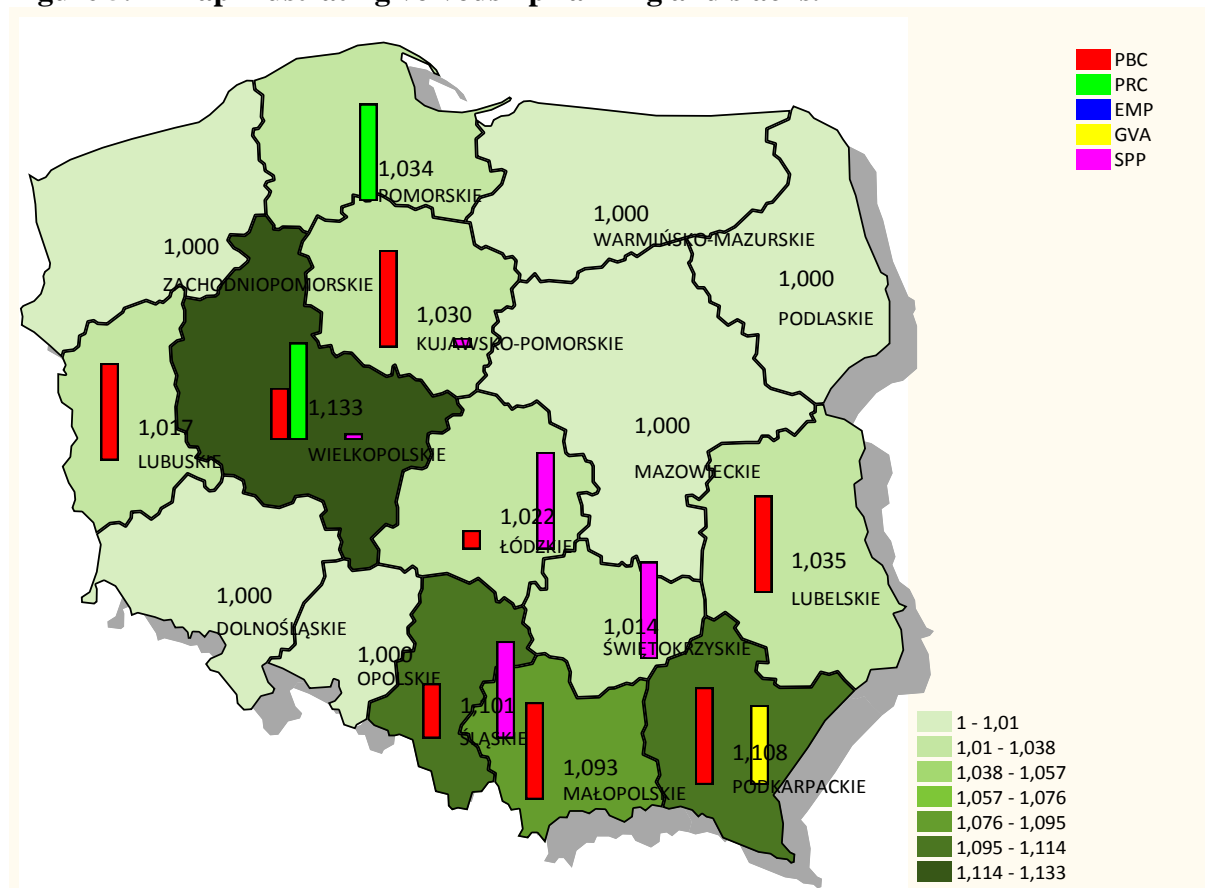 PBC
PRC
EMP
GVA
SPP
1,034
POMORSKIE
1,000
WARMIŃSKO-MAZURSKIE
1,000
ZACHODNIOPOMORSKIE
1,000
PODLASKIE
1,030
KUJAWSKO-POMORSKIE
1,133
WIELKOPOLSKIE
1,017
LUBUSKIE
1,000
MAZOWIECKIE
1,022
ŁÓDZKIE
1,035
LUBELSKIE
1,000
DOLNOŚLĄSKIE
1,014
ŚWIĘTOKRZYSKIE
1,000
OPOLSKIE
1,101
ŚLĄSKIE
1,093
MAŁOPOLSKIE
1,108
PODKARPACKIE
1 - 1,01
1,01 - 1,038
1,038 - 1,057
1,057 - 1,076
1,076 - 1,095
1,095 - 1,114
1,114 - 1,133